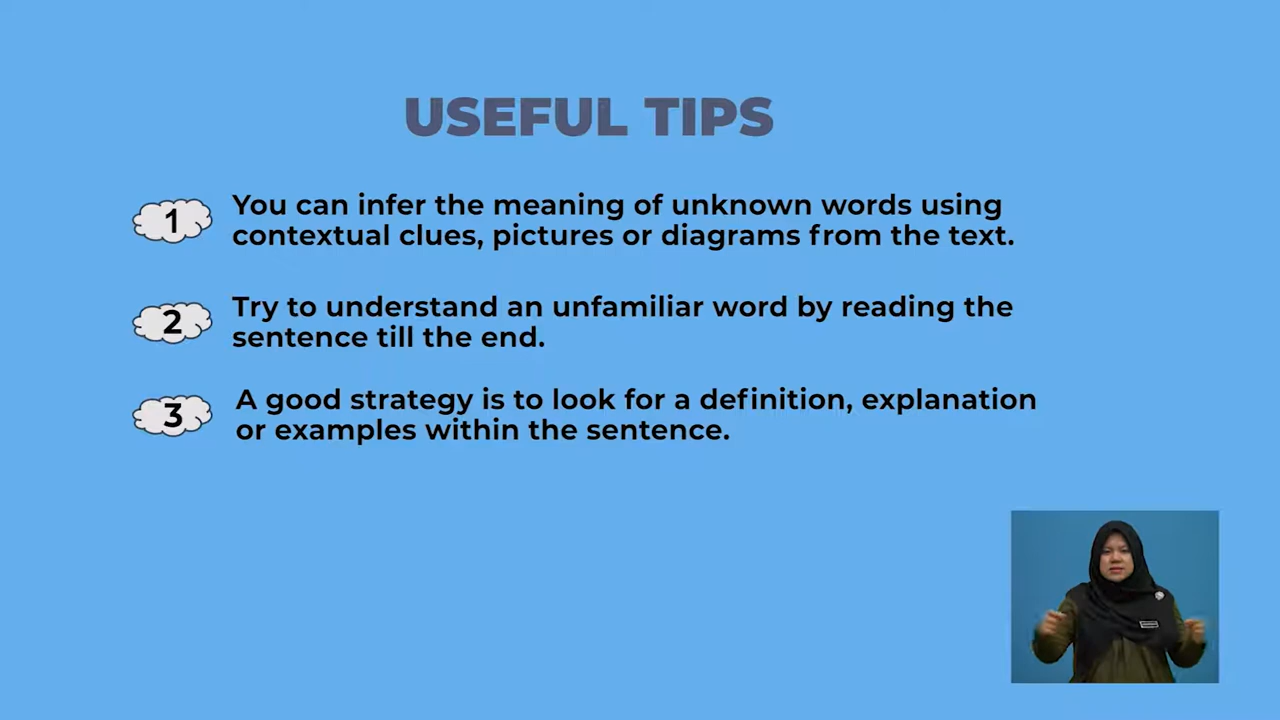 USEFUL TIPS
1
You can infer the meaning of unknown words using
contextual clues, pictures or diagrams from the text.
2
Try to understand an unfamiliar word by reading the
sentence till the end.
3
A good strategy is to look for a definition, explanation
or examples within the sentence.